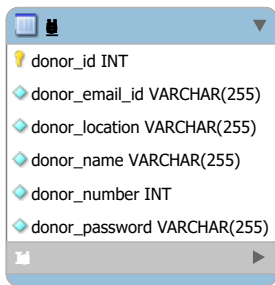 donor_id INT
donor_email_id VARCHAR(255)
donor_location VARCHAR(255)
donor_name VARCHAR(255)
donor_number INT
donor_password VARCHAR(255)